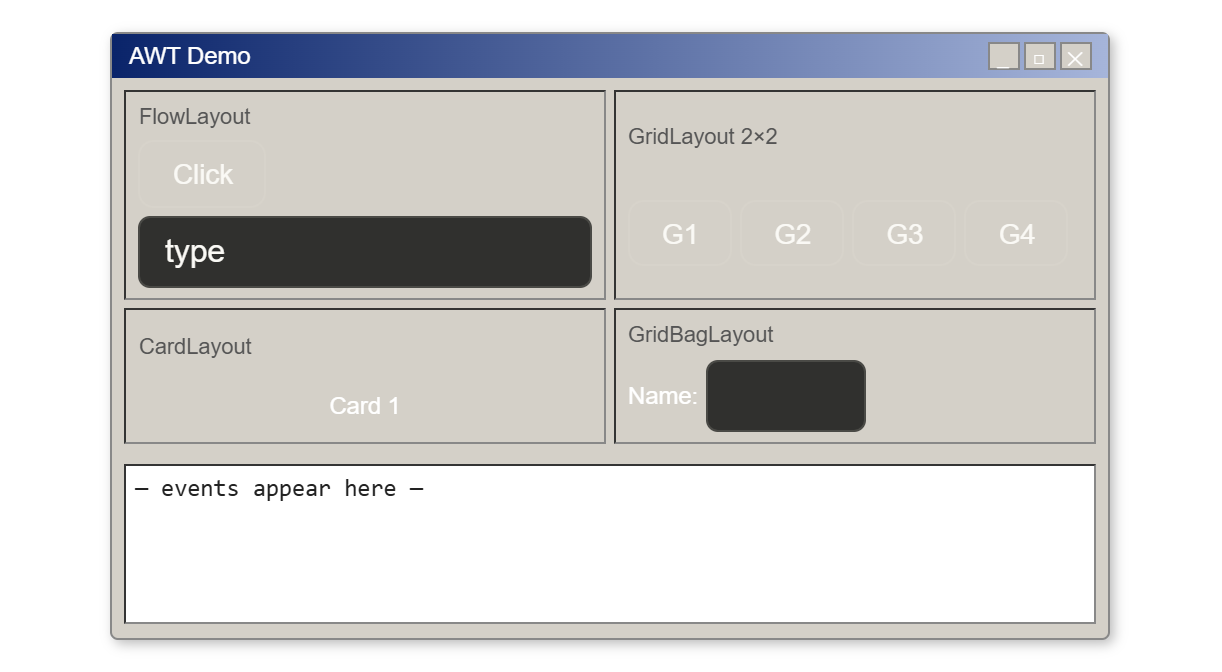 AWT Demo
FlowLayout
Click
type
GridLayout 2×2
G1 G2 G3 G4
CardLayout
Card 1
GridBagLayout
Name:
— events appear here —